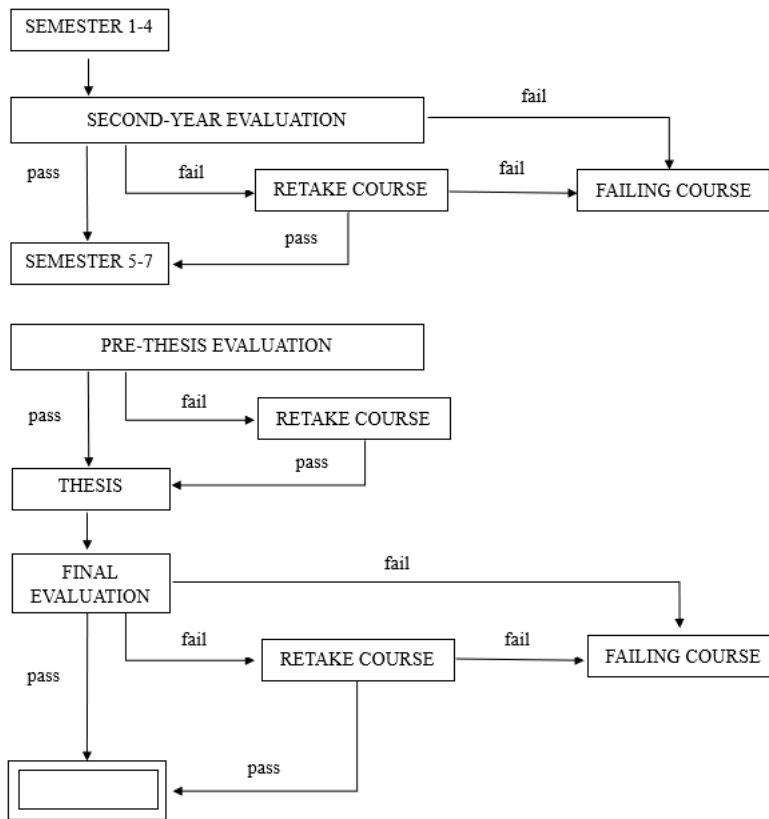 SEMESTER 1-4
fail
SECOND-YEAR EVALUATION
pass
fail
fail
RETAKE COURSE
FAILING COURSE
pass
SEMESTER 5-7
PRE-THESIS EVALUATION
pass
fail
RETAKE COURSE
pass
THESIS
fail
FINAL
EVALUATION
fail
fail
RETAKE COURSE
FAILING COURSE
pass
pass